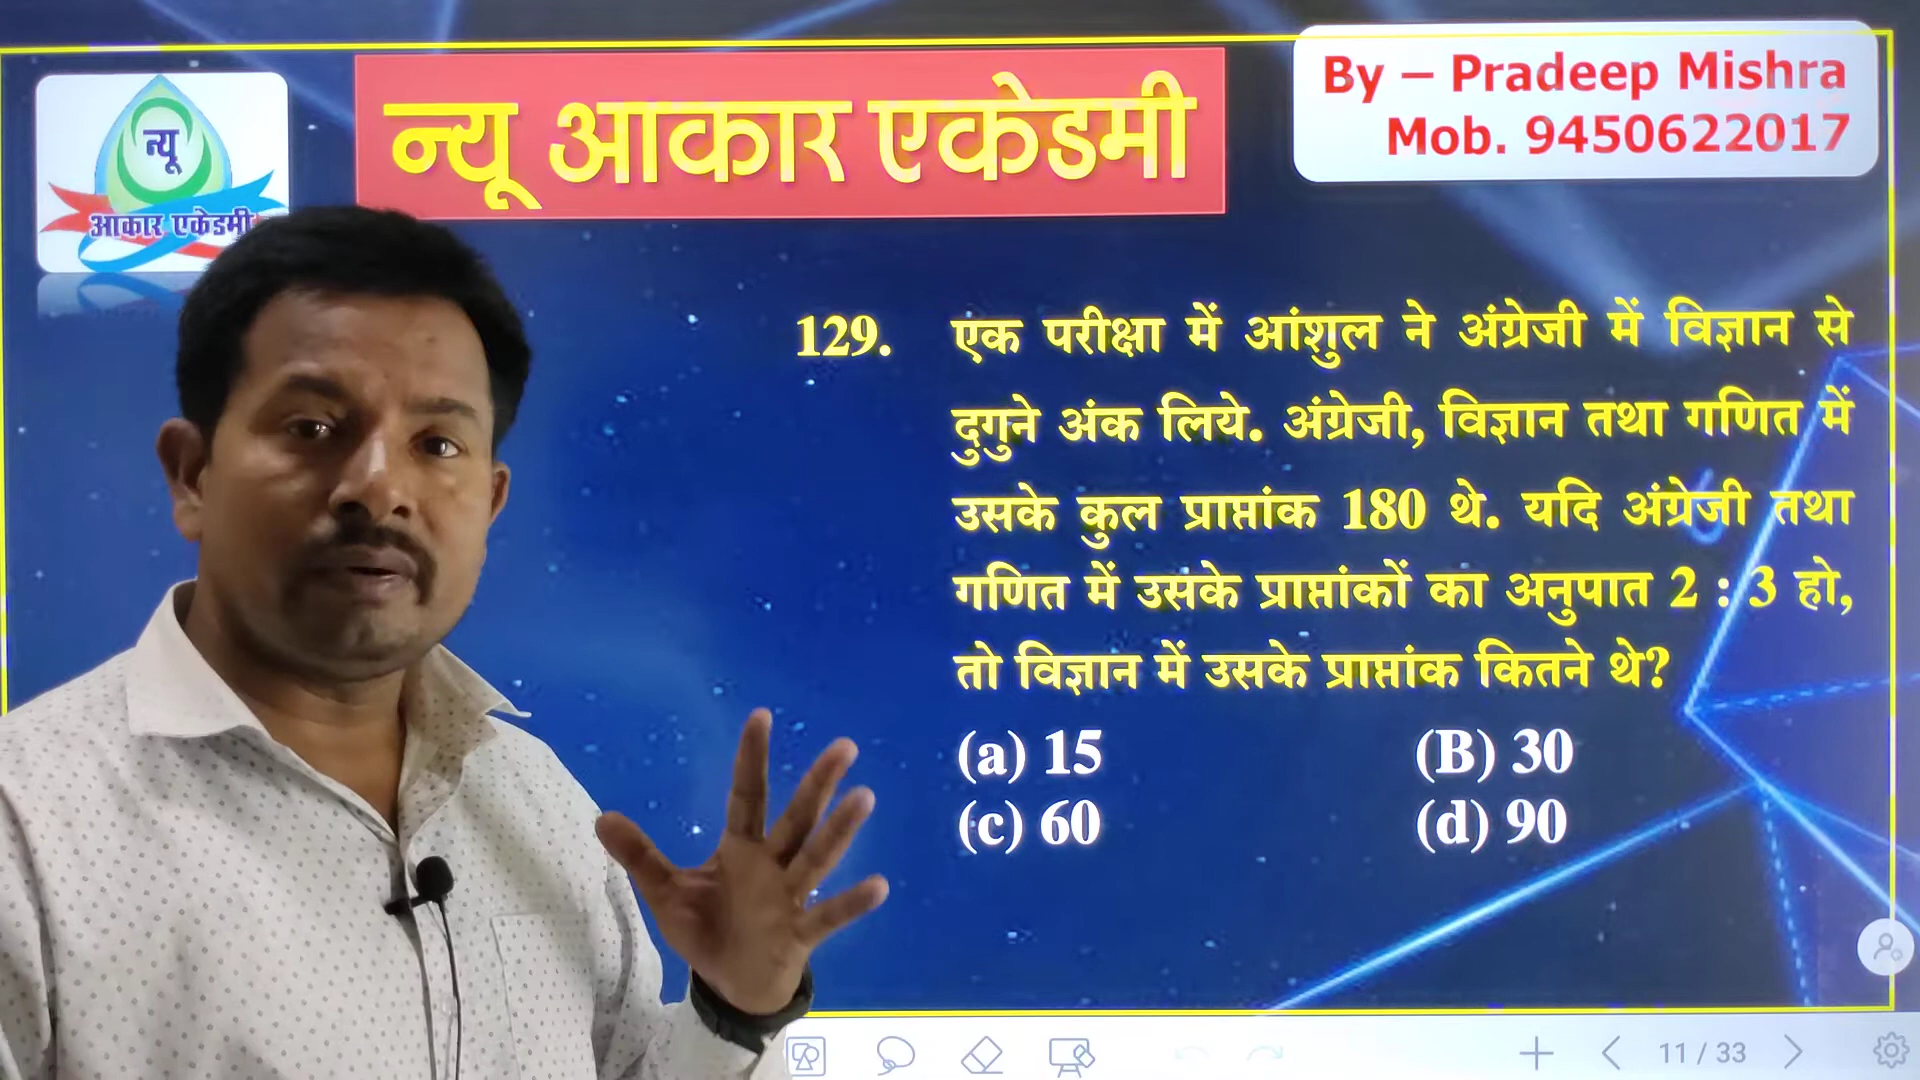 न्यू
आकार एकेडमी
न्यू आकार एकेडमी
By – Pradeep Mishra
Mob. 9450622017
129. एक परीक्षा में आंशुल ने अंग्रेजी में विज्ञान से
दुगुने अंक लिये. अंग्रेजी, विज्ञान तथा गणित में
उसके कुल प्राप्तांक 180 थे. यदि अंग्रेजी तथा
गणित में उसके प्राप्तांकों का अनुपात 2 : 3 हो,
तो विज्ञान में उसके प्राप्तांक कितने थे?
(a) 15 (B) 30
(c) 60 (d) 90
11 / 33